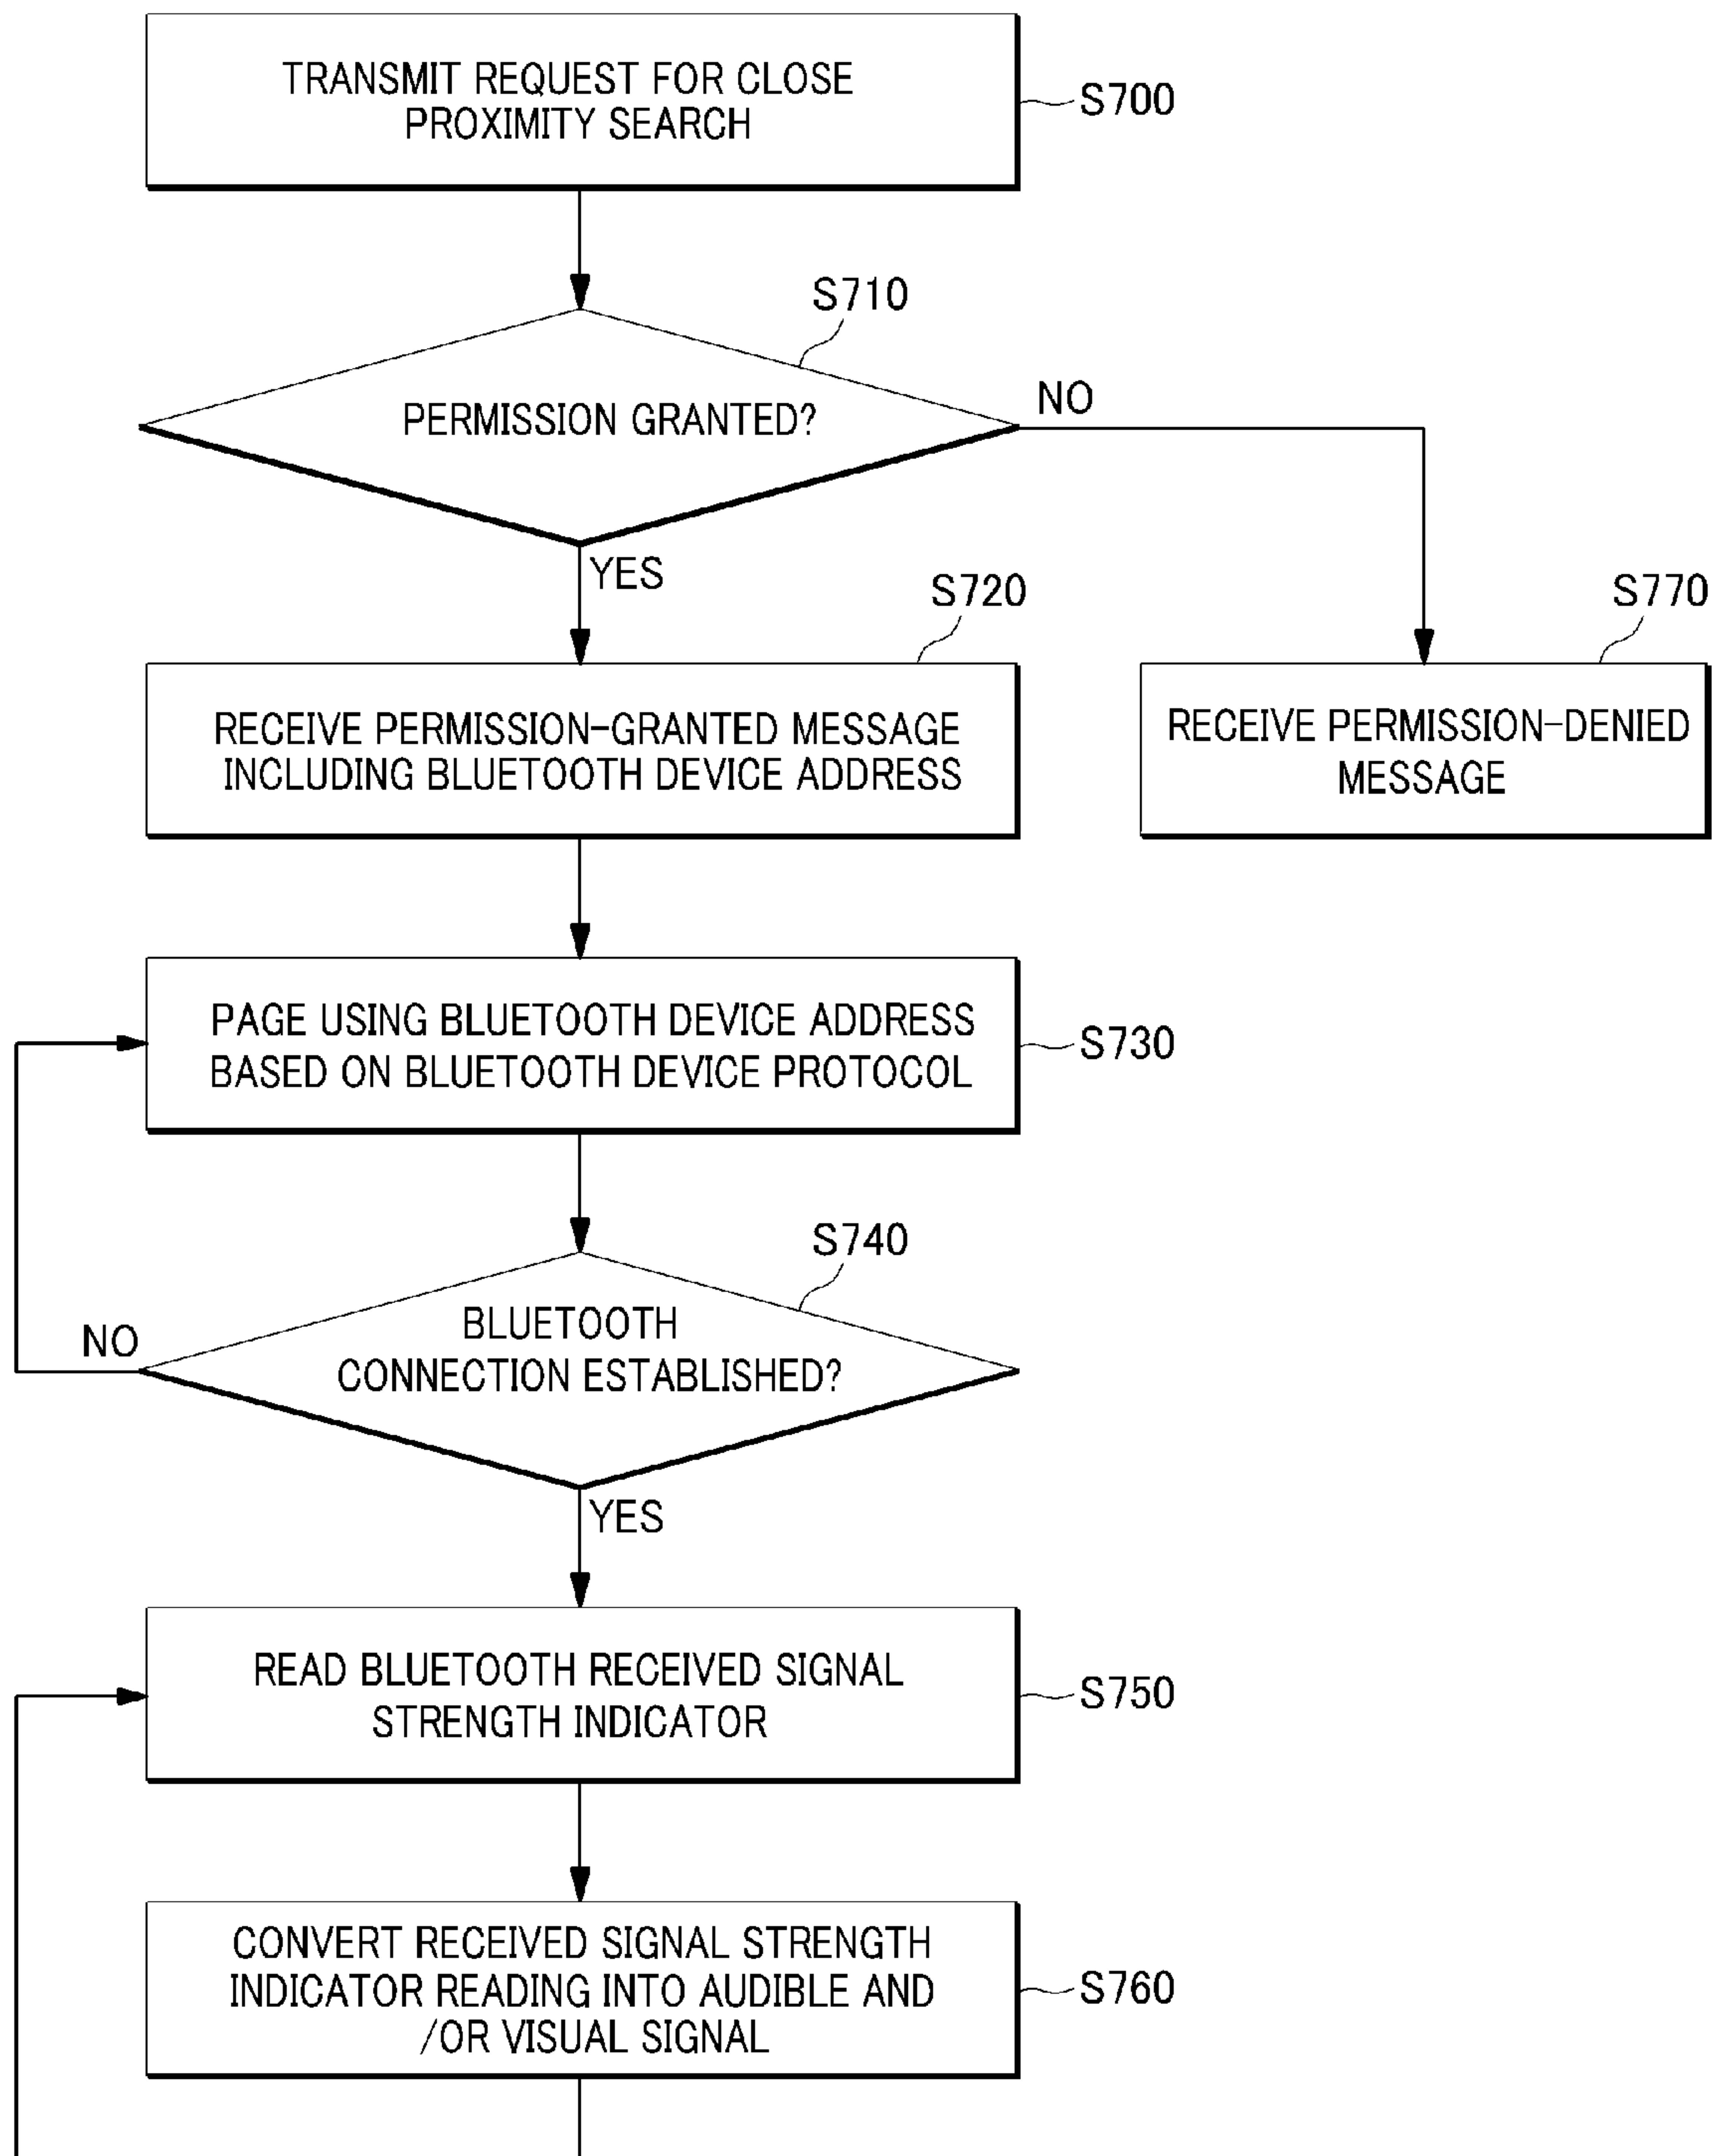 TRANSMIT REQUEST FOR CLOSE
PROXIMITY SEARCH
S700
S710
PERMISSION GRANTED?
NO
YES
S720
S770
RECEIVE PERMISSION-GRANTED MESSAGE
INCLUDING BLUETOOTH DEVICE ADDRESS
RECEIVE PERMISSION-DENIED
MESSAGE
PAGE USING BLUETOOTH DEVICE ADDRESS
BASED ON BLUETOOTH DEVICE PROTOCOL
S730
S740
BLUETOOTH
CONNECTION ESTABLISHED?
NO
YES
READ BLUETOOTH RECEIVED SIGNAL
STRENGTH INDICATOR
S750
CONVERT RECEIVED SIGNAL STRENGTH
INDICATOR READING INTO AUDIBLE AND
/OR VISUAL SIGNAL
S760